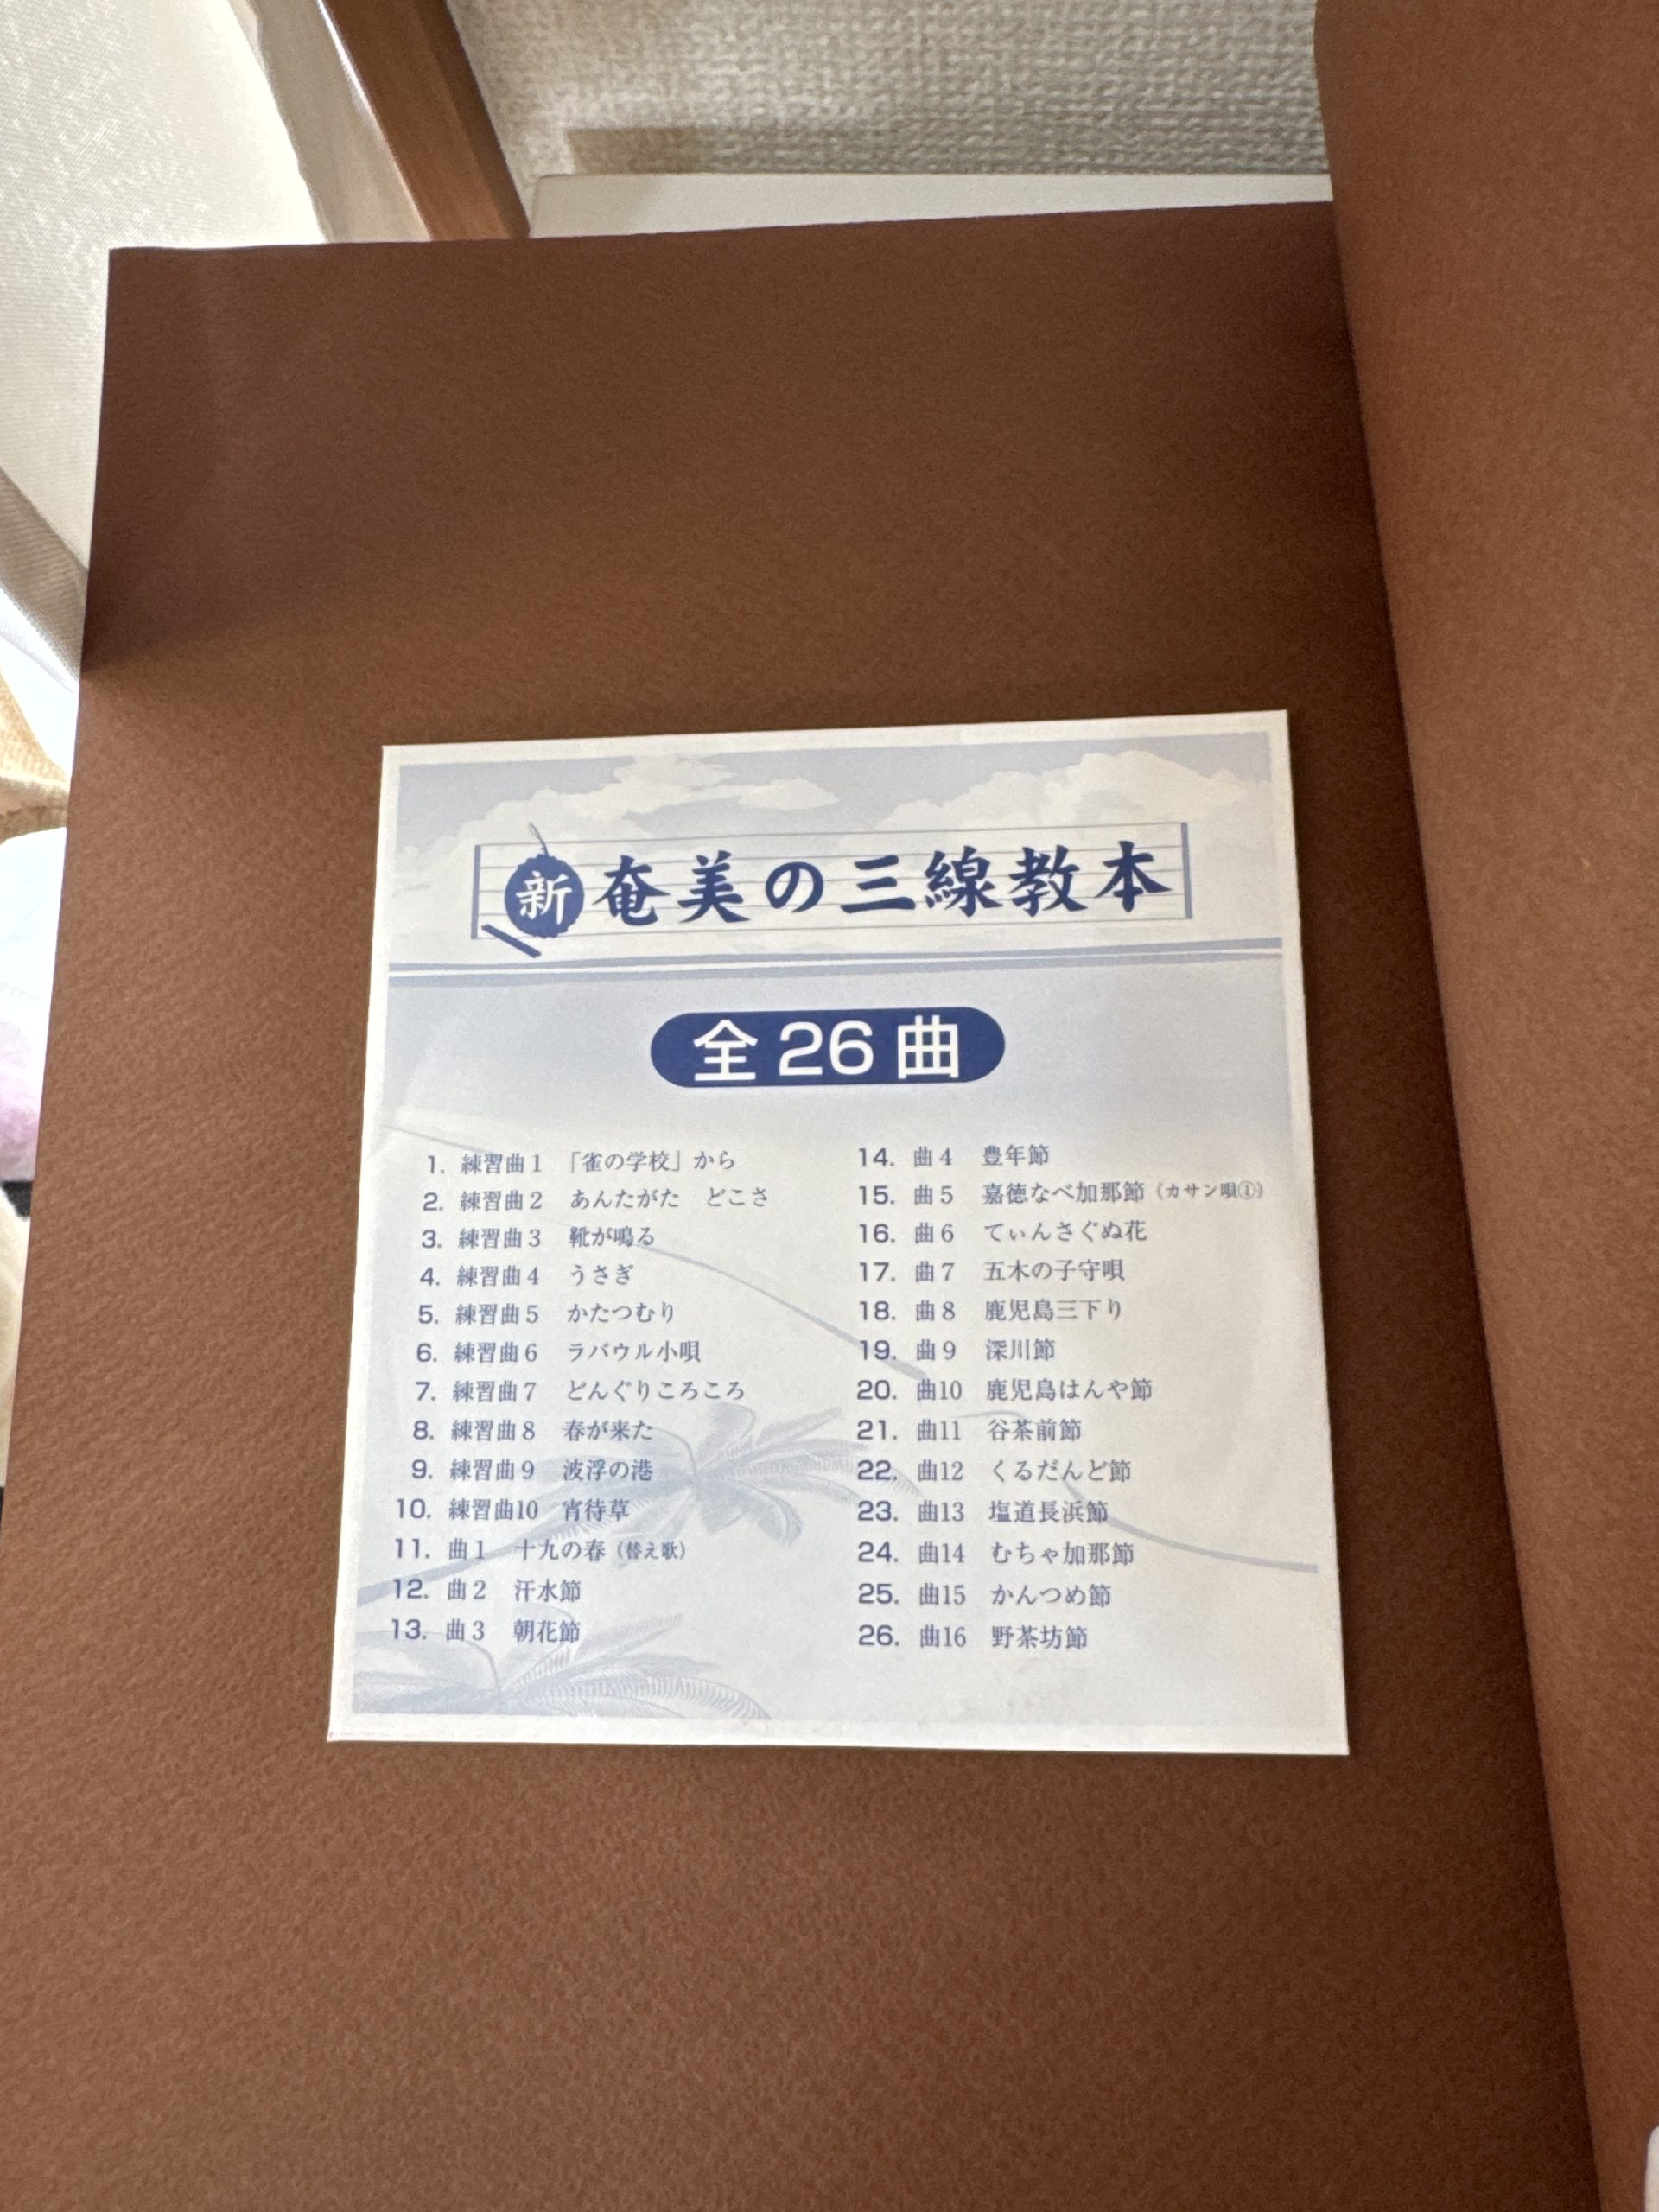 新 奄美の三線教本
全26曲
1. 練習曲1 「雀の学校」から
2. 練習曲2 あんたがた どこさ
3. 練習曲3 靴が鳴る
4. 練習曲4 うさぎ
5. 練習曲5 かたつむり
6. 練習曲6 ラバウル小唄
7. 練習曲7 どんぐりころころ
8. 練習曲8 春が来た
9. 練習曲9 波浮の港
10. 練習曲10 宵待草
11. 曲1 十九の春（替え歌）
12. 曲2 汗水節
13. 曲3 朝花節
14. 曲4 豊年節
15. 曲5 嘉徳なべ加那節（カサン唄①）
16. 曲6 てぃんさぐぬ花
17. 曲7 五木の子守唄
18. 曲8 鹿児島三下り
19. 曲9 深川節
20. 曲10 鹿児島はんや節
21. 曲11 谷茶前節
22. 曲12 くるだんど節
23. 曲13 塩道長浜節
24. 曲14 むちゃ加那節
25. 曲15 かんつめ節
26. 曲16 野茶坊節